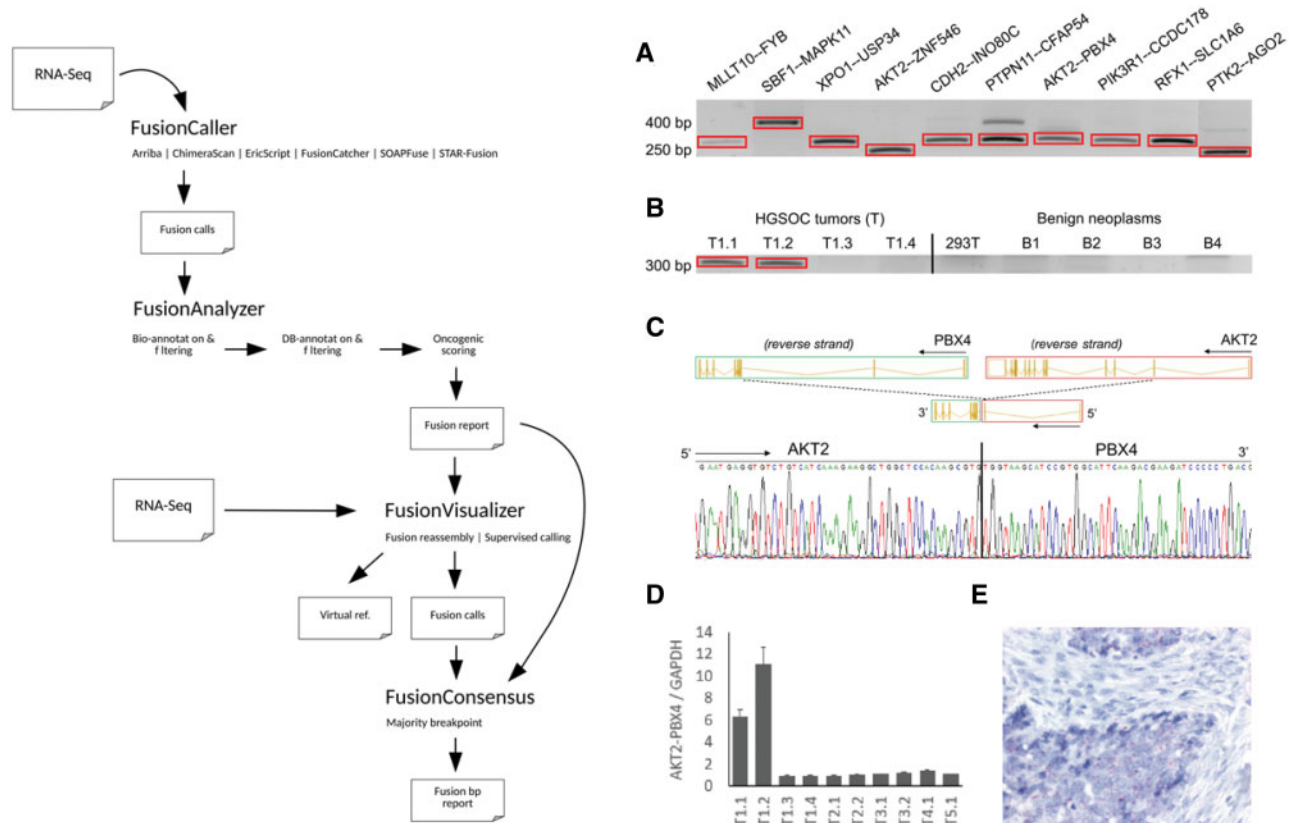 RNA-Seq
FusionCaller
Arriba | ChimeraScan | EricScript | FusionCatcher | SOAPFuse | STAR-Fusion
Fusion calls
FusionAnalyzer
Bio-annotat on &
f ltering
DB-annotat on &
f ltering
Oncogenic
scoring
Fusion report
RNA-Seq
FusionVisualizer
Fusion reassembly | Supervised calling
Virtual ref.
Fusion calls
FusionConsensus
Majority breakpoint
Fusion bp
report
A
MLLT10--FYB
SBF1--MAPK11
XPO1--USP34
AKT2--ZNF546
CDH2--INO80C
PTPN11--CFAP54
AKT2--PBX4
PIK3R1--CCDC178
RFX1--SLC1A6
PTK2--AGO2
400 bp
250 bp
B
HGSOC tumors (T) Benign neoplasms
T1.1 T1.2 T1.3 T1.4 293T B1 B2 B3 B4
300 bp
C
(reverse strand) PBX4 (reverse strand) AKT2
3' 5'
5' AKT2 PBX4 3'
GAATGAGGTGTCTGTCATCAAAGAAGGCTGGCTCCACAAGCGTGTGGTAAGCATCCGTGGCATTCAAGACGAAGATCCCCCTGACC
D
AKT2-PBX4 / GAPDH
14
12
10
8
6
4
2
0
T1.1
T1.2
T1.3
T1.4
T2.1
T2.2
T3.1
T3.2
T4.1
T5.1
E